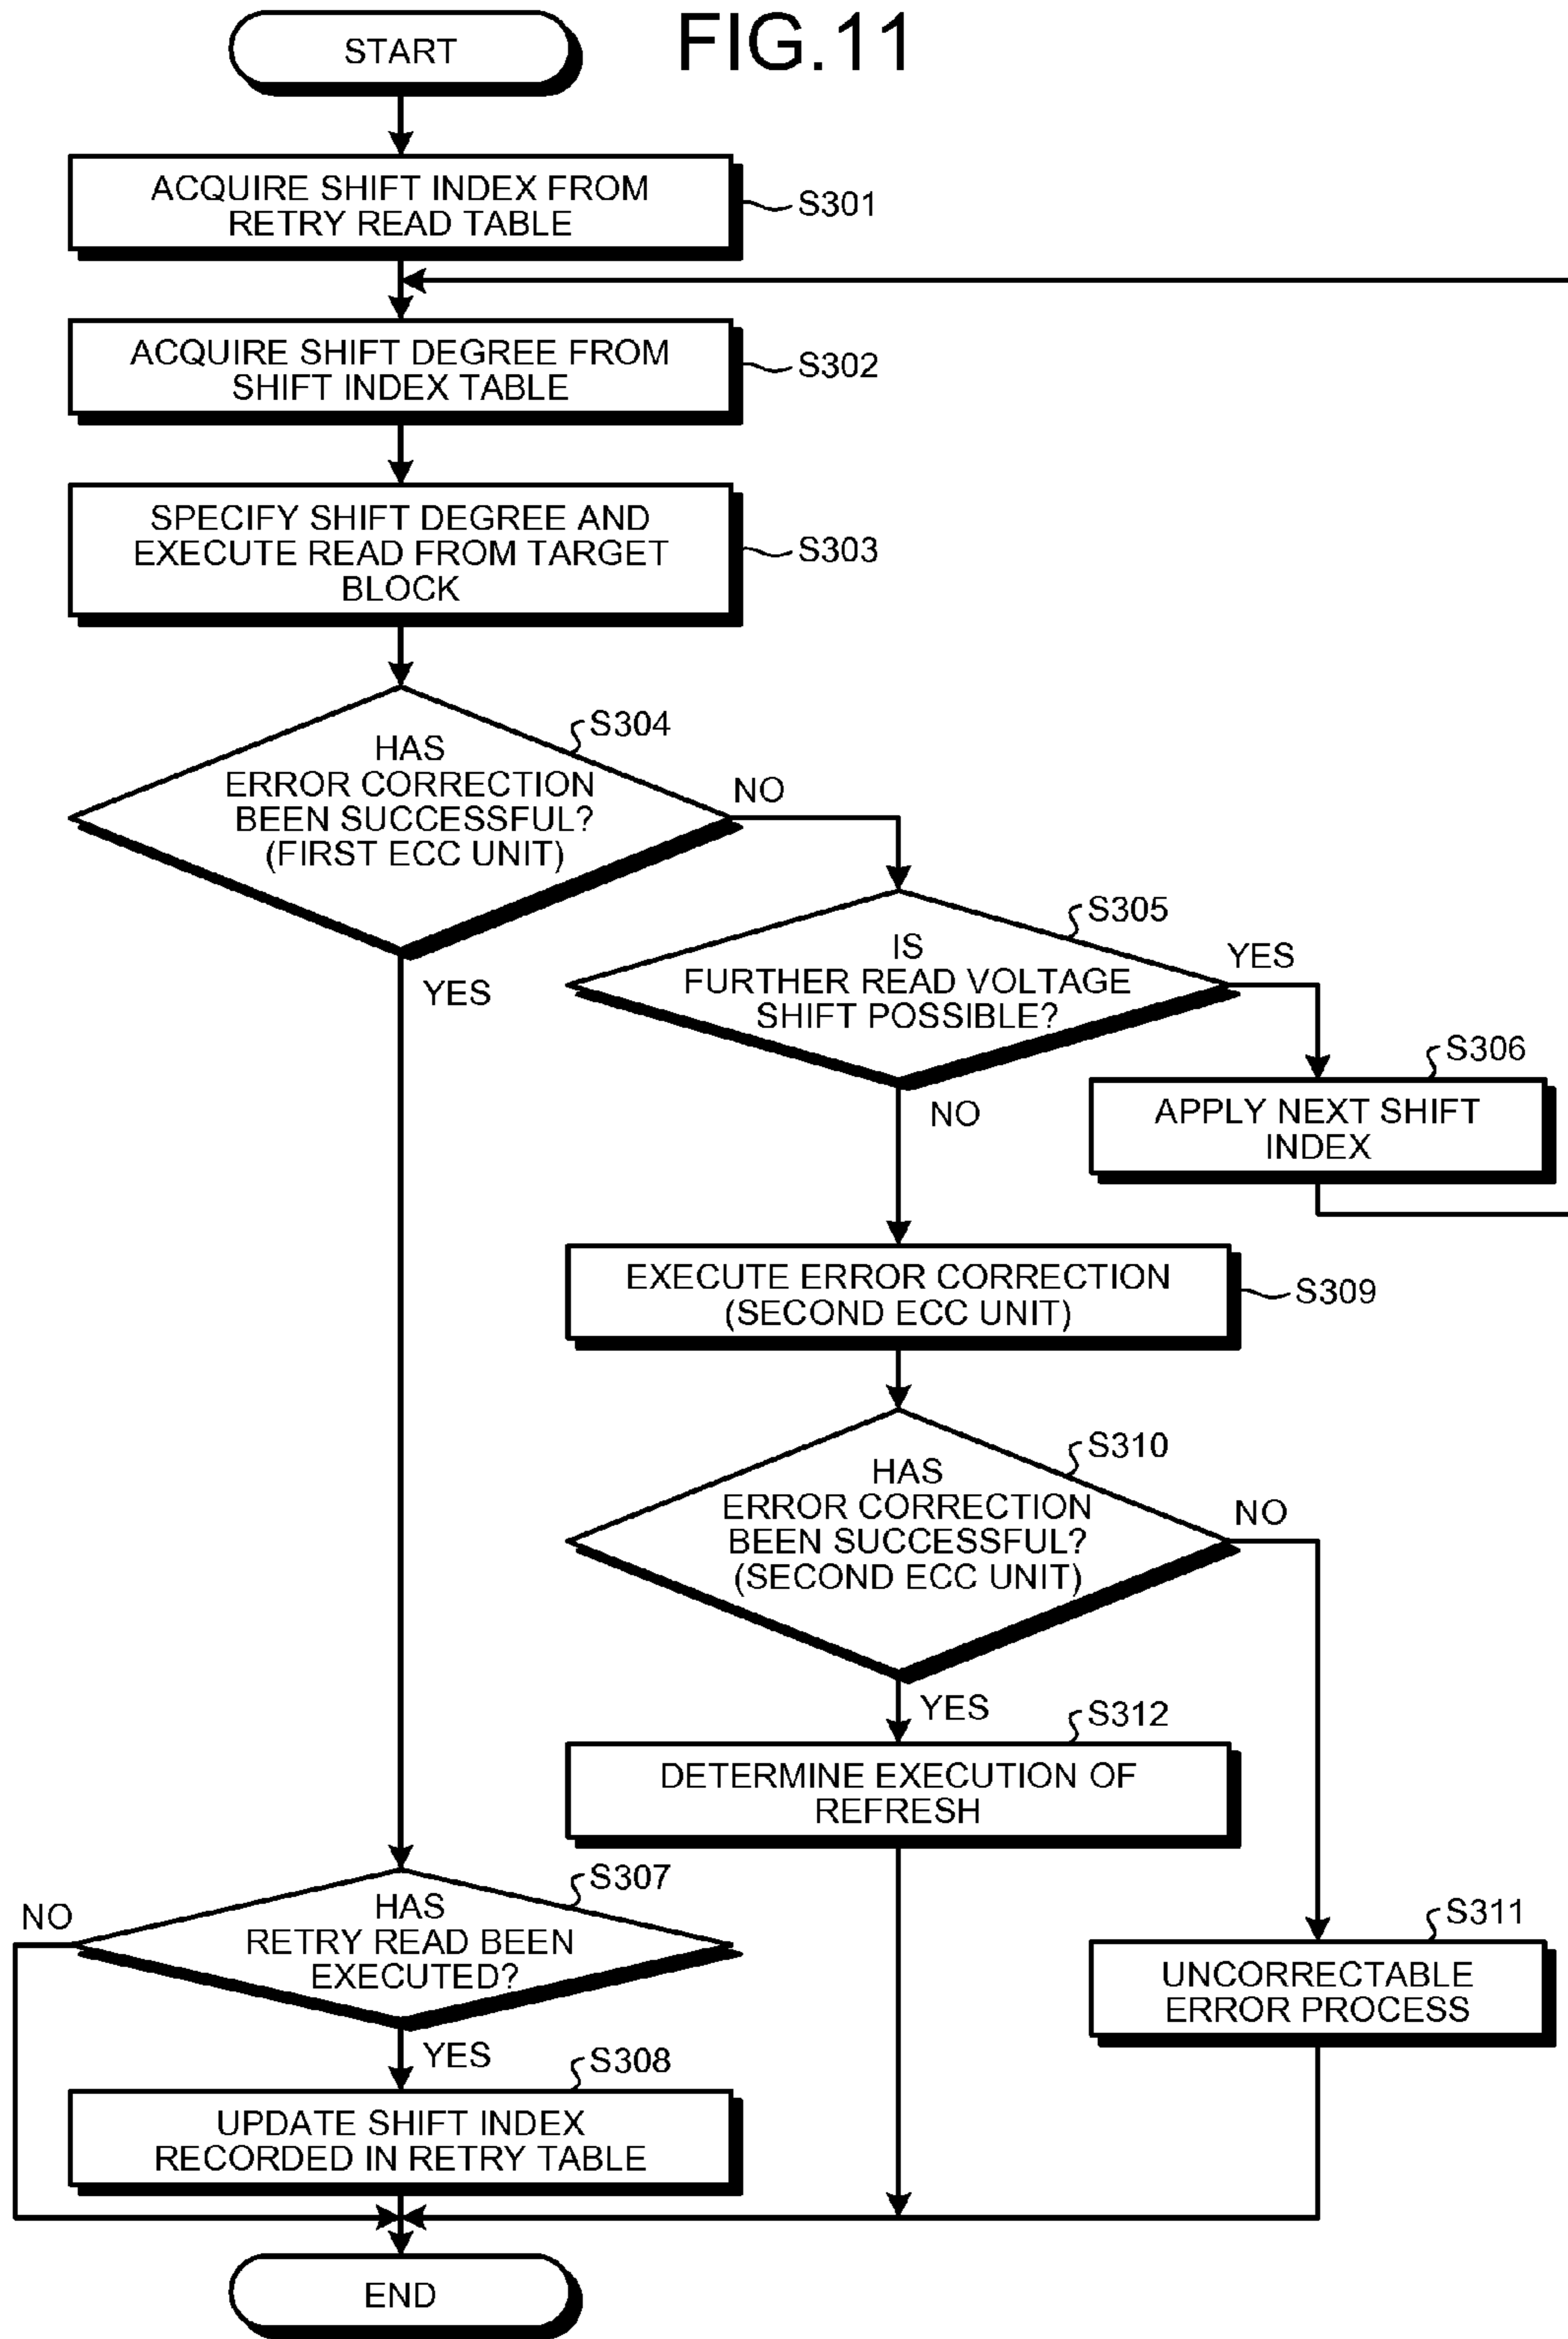 FIG.11
START
ACQUIRE SHIFT INDEX FROM
RETRY READ TABLE
S301
ACQUIRE SHIFT DEGREE FROM
SHIFT INDEX TABLE
S302
SPECIFY SHIFT DEGREE AND
EXECUTE READ FROM TARGET
BLOCK
S303
HAS
ERROR CORRECTION
BEEN SUCCESSFUL?
(FIRST ECC UNIT)
S304
NO
YES
IS
FURTHER READ VOLTAGE
SHIFT POSSIBLE?
S305
YES
NO
APPLY NEXT SHIFT
INDEX
S306
EXECUTE ERROR CORRECTION
(SECOND ECC UNIT)
S309
HAS
ERROR CORRECTION
BEEN SUCCESSFUL?
(SECOND ECC UNIT)
S310
NO
YES
DETERMINE EXECUTION OF
REFRESH
S312
HAS
RETRY READ BEEN
EXECUTED?
S307
NO
YES
UNCORRECTABLE
ERROR PROCESS
S311
UPDATE SHIFT INDEX
RECORDED IN RETRY TABLE
S308
END